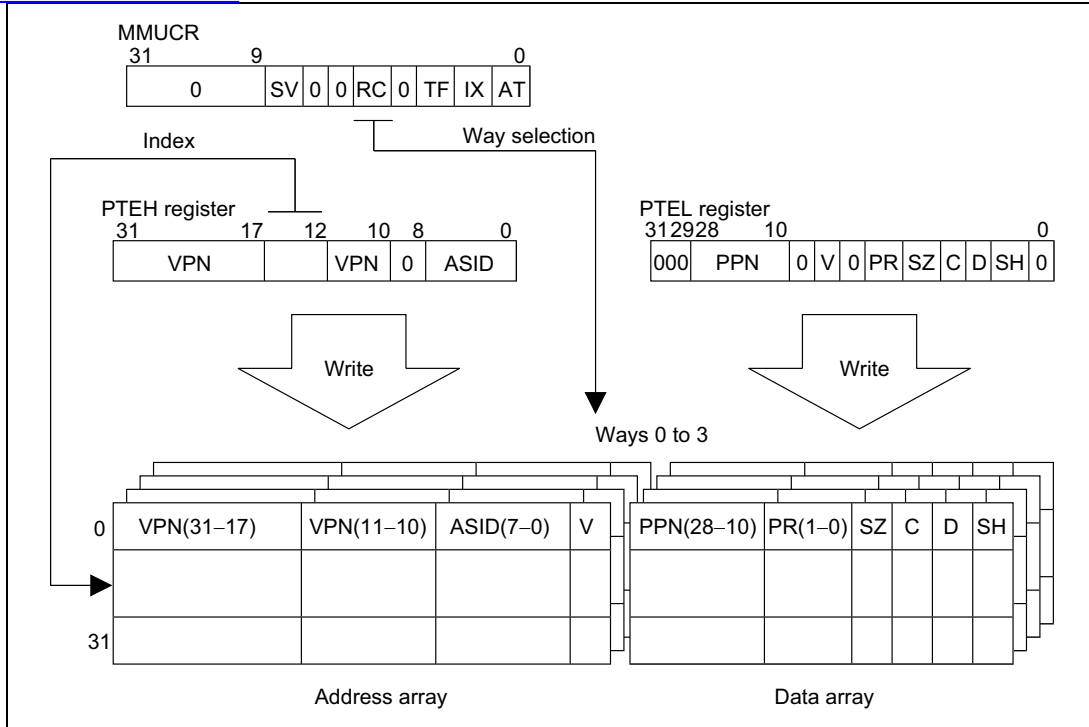 MMUCR
31 9 0
0 SV 0 0 RC 0 TF IX AT
Index
Way selection
PTEH register
31 17 12 10 8 0
VPN VPN 0 ASID
PTEL register
31 29 28 10 0
000 PPN 0 V 0 PR SZ C D SH 0
Write
Write
Ways 0 to 3
0 VPN(31–17) VPN(11–10) ASID(7–0) V
PPN(28–10) PR(1–0) SZ C D SH
31
Address array
Data array